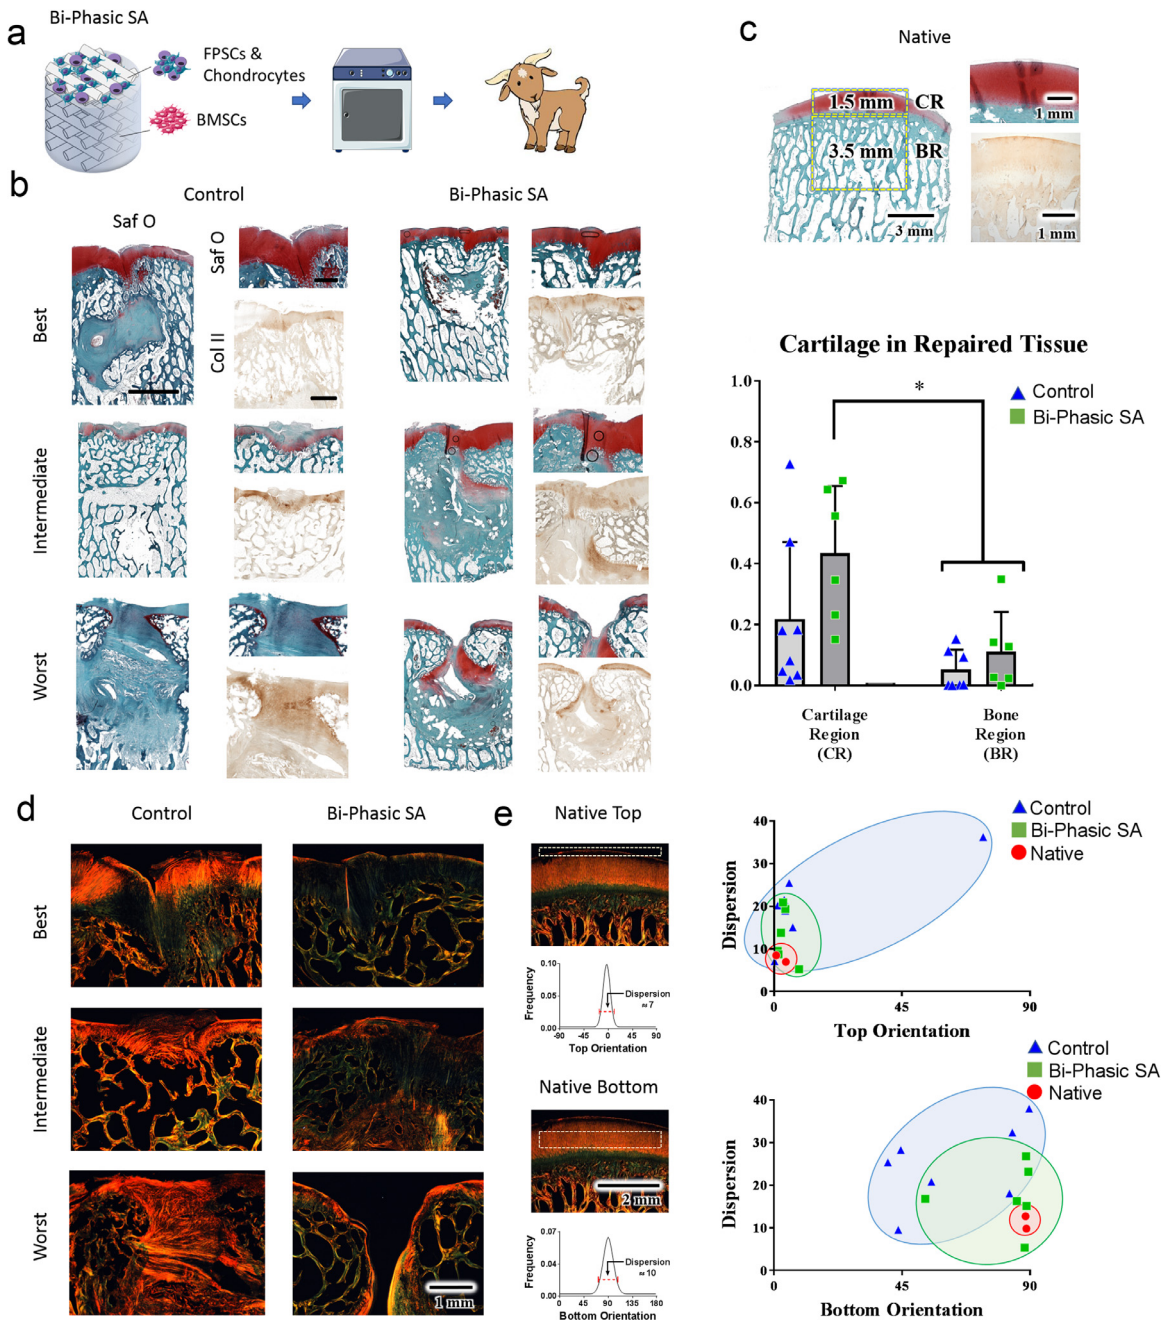 a
Bi-Phasic SA
FPSCs &
Chondrocytes
BMSCs
b
Control
Bi-Phasic SA
Saf O
Saf O
Col II
Best
Intermediate
Worst
c
Native
1.5 mm
CR
3.5 mm
BR
3 mm
1 mm
1 mm
Cartilage in Repaired Tissue
Control
Bi-Phasic SA
*
1.0
0.8
0.6
0.4
0.2
0.0
Cartilage
Region
(CR)
Bone
Region
(BR)
d
Control
Bi-Phasic SA
Best
Intermediate
Worst
1 mm
e
Native Top
Frequency
0.10
0.05
0.00
Dispersion
≈ 7
-90 -45 0 45 90
Top Orientation
Native Bottom
2 mm
Frequency
0.07
0.04
0.00
Dispersion
≈ 10
0 45 90 135 180
Bottom Orientation
Control
Bi-Phasic SA
Native
Dispersion
40
30
20
10
0
0 45 90
Top Orientation
Control
Bi-Phasic SA
Native
Dispersion
40
30
20
10
0
0 45 90
Bottom Orientation